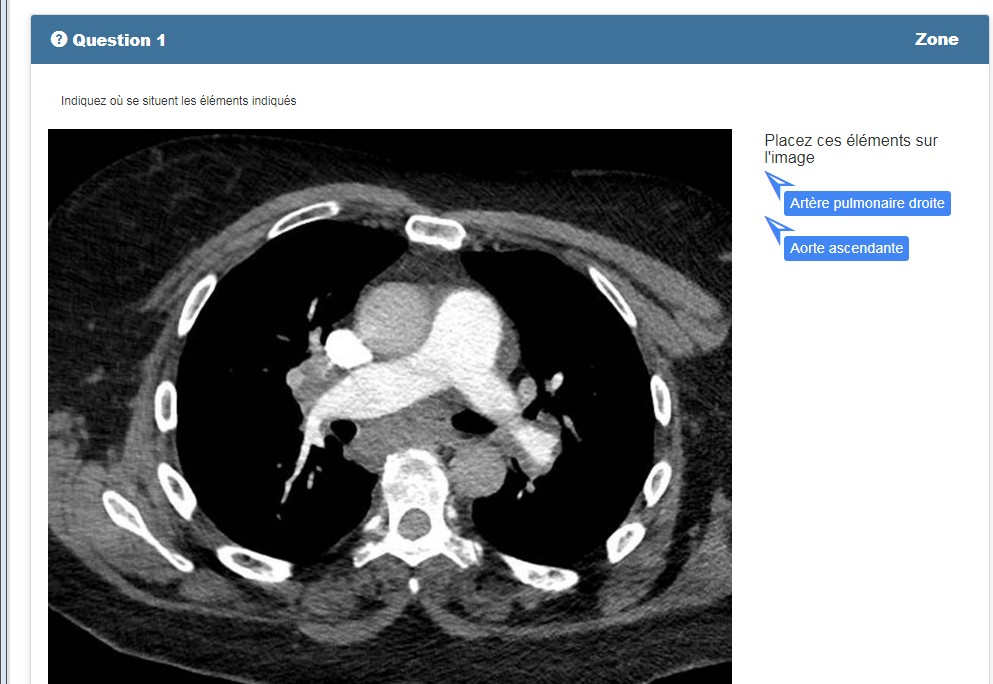 Question 1
Zone
Indiquez où se situent les éléments indiqués
Placez ces éléments sur
l'image
Artère pulmonaire droite
Aorte ascendante